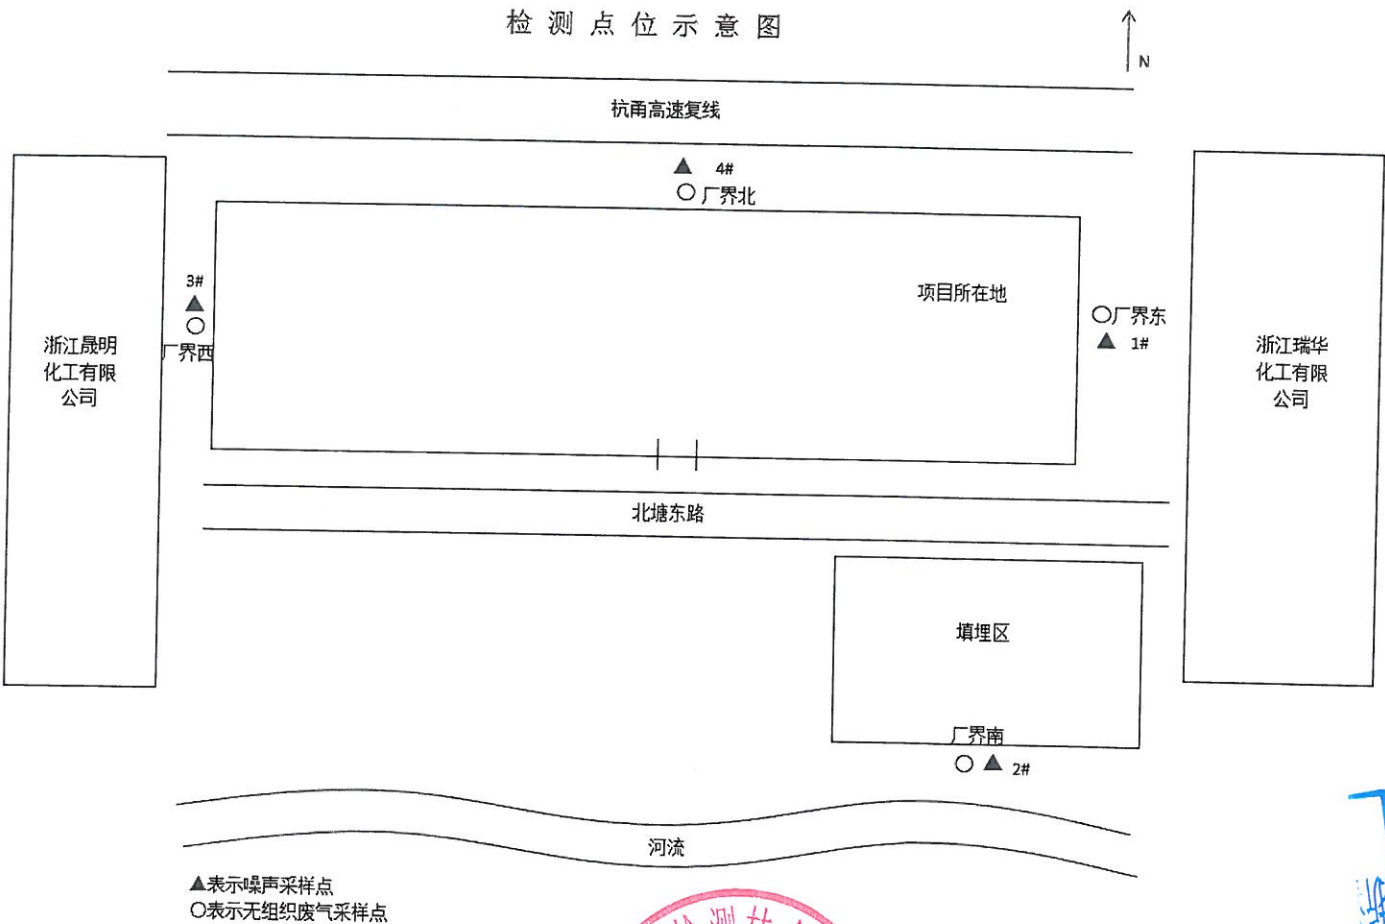 检测点位示意图
N
杭甬高速复线
▲ 4#
○厂界北
3#
▲
○
厂界西
项目所在地
○厂界东
▲ 1#
浙江晟明
化工有限
公司
浙江瑞华
化工有限
公司
北塘东路
填埋区
厂界南
○▲ 2#
河流
▲表示噪声采样点
○表示无组织废气采样点